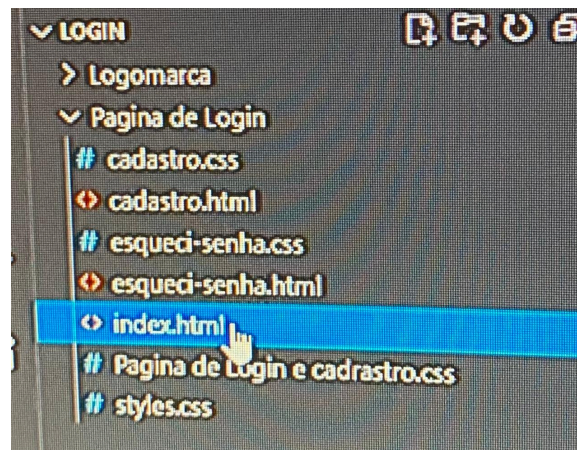 LOGIN
Logomarca
Pagina de Login
# cadastro.css
<> cadastro.html
# esqueci-senha.css
<> esqueci-senha.html
<> index.html
# Pagina de Login e cadrastro.css
# styles.css